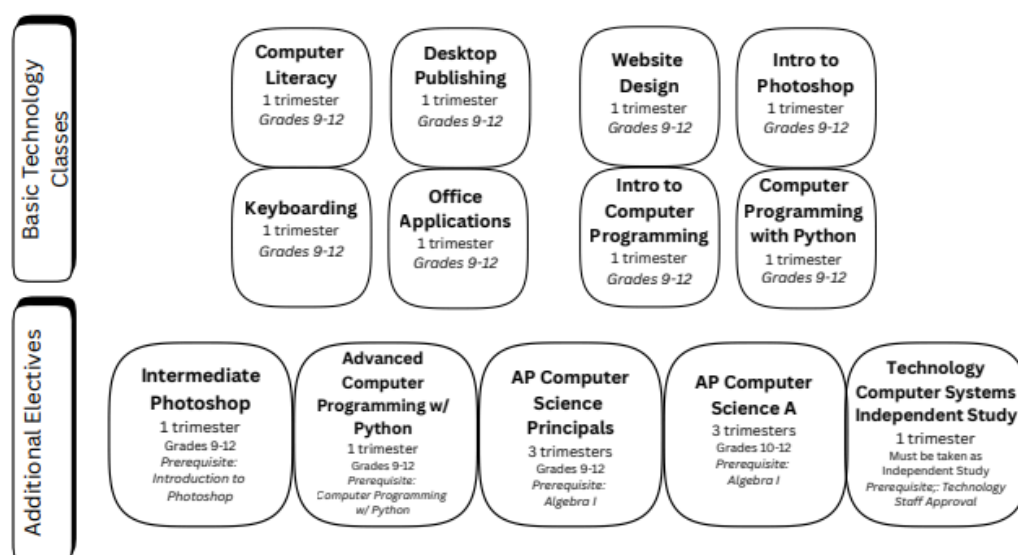 Basic Technology
Classes
Computer
Literacy
1 trimester
Grades 9-12
Desktop
Publishing
1 trimester
Grades 9-12
Website
Design
1 trimester
Grades 9-12
Intro to
Photoshop
1 trimester
Grades 9-12
Keyboarding
1 trimester
Grades 9-12
Office
Applications
1 trimester
Grades 9-12
Intro to
Computer
Programming
1 trimester
Grades 9-12
Computer
Programming
with Python
1 trimester
Grades 9-12
Additional Electives
Intermediate
Photoshop
1 trimester
Grades 9-12
Prerequisite:
Introduction to
Photoshop
Advanced
Computer
Programming w/
Python
1 trimester
Grades 9-12
Prerequisite:
Computer Programming
w/ Python
AP Computer
Science
Principals
3 trimesters
Grades 9-12
Prerequisite:
Algebra I
AP Computer
Science A
3 trimesters
Grades 10-12
Prerequisite:
Algebra I
Technology
Computer Systems
Independent Study
1 trimester
Must be taken as
Independent Study
Prerequisite;: Technology
Staff Approval